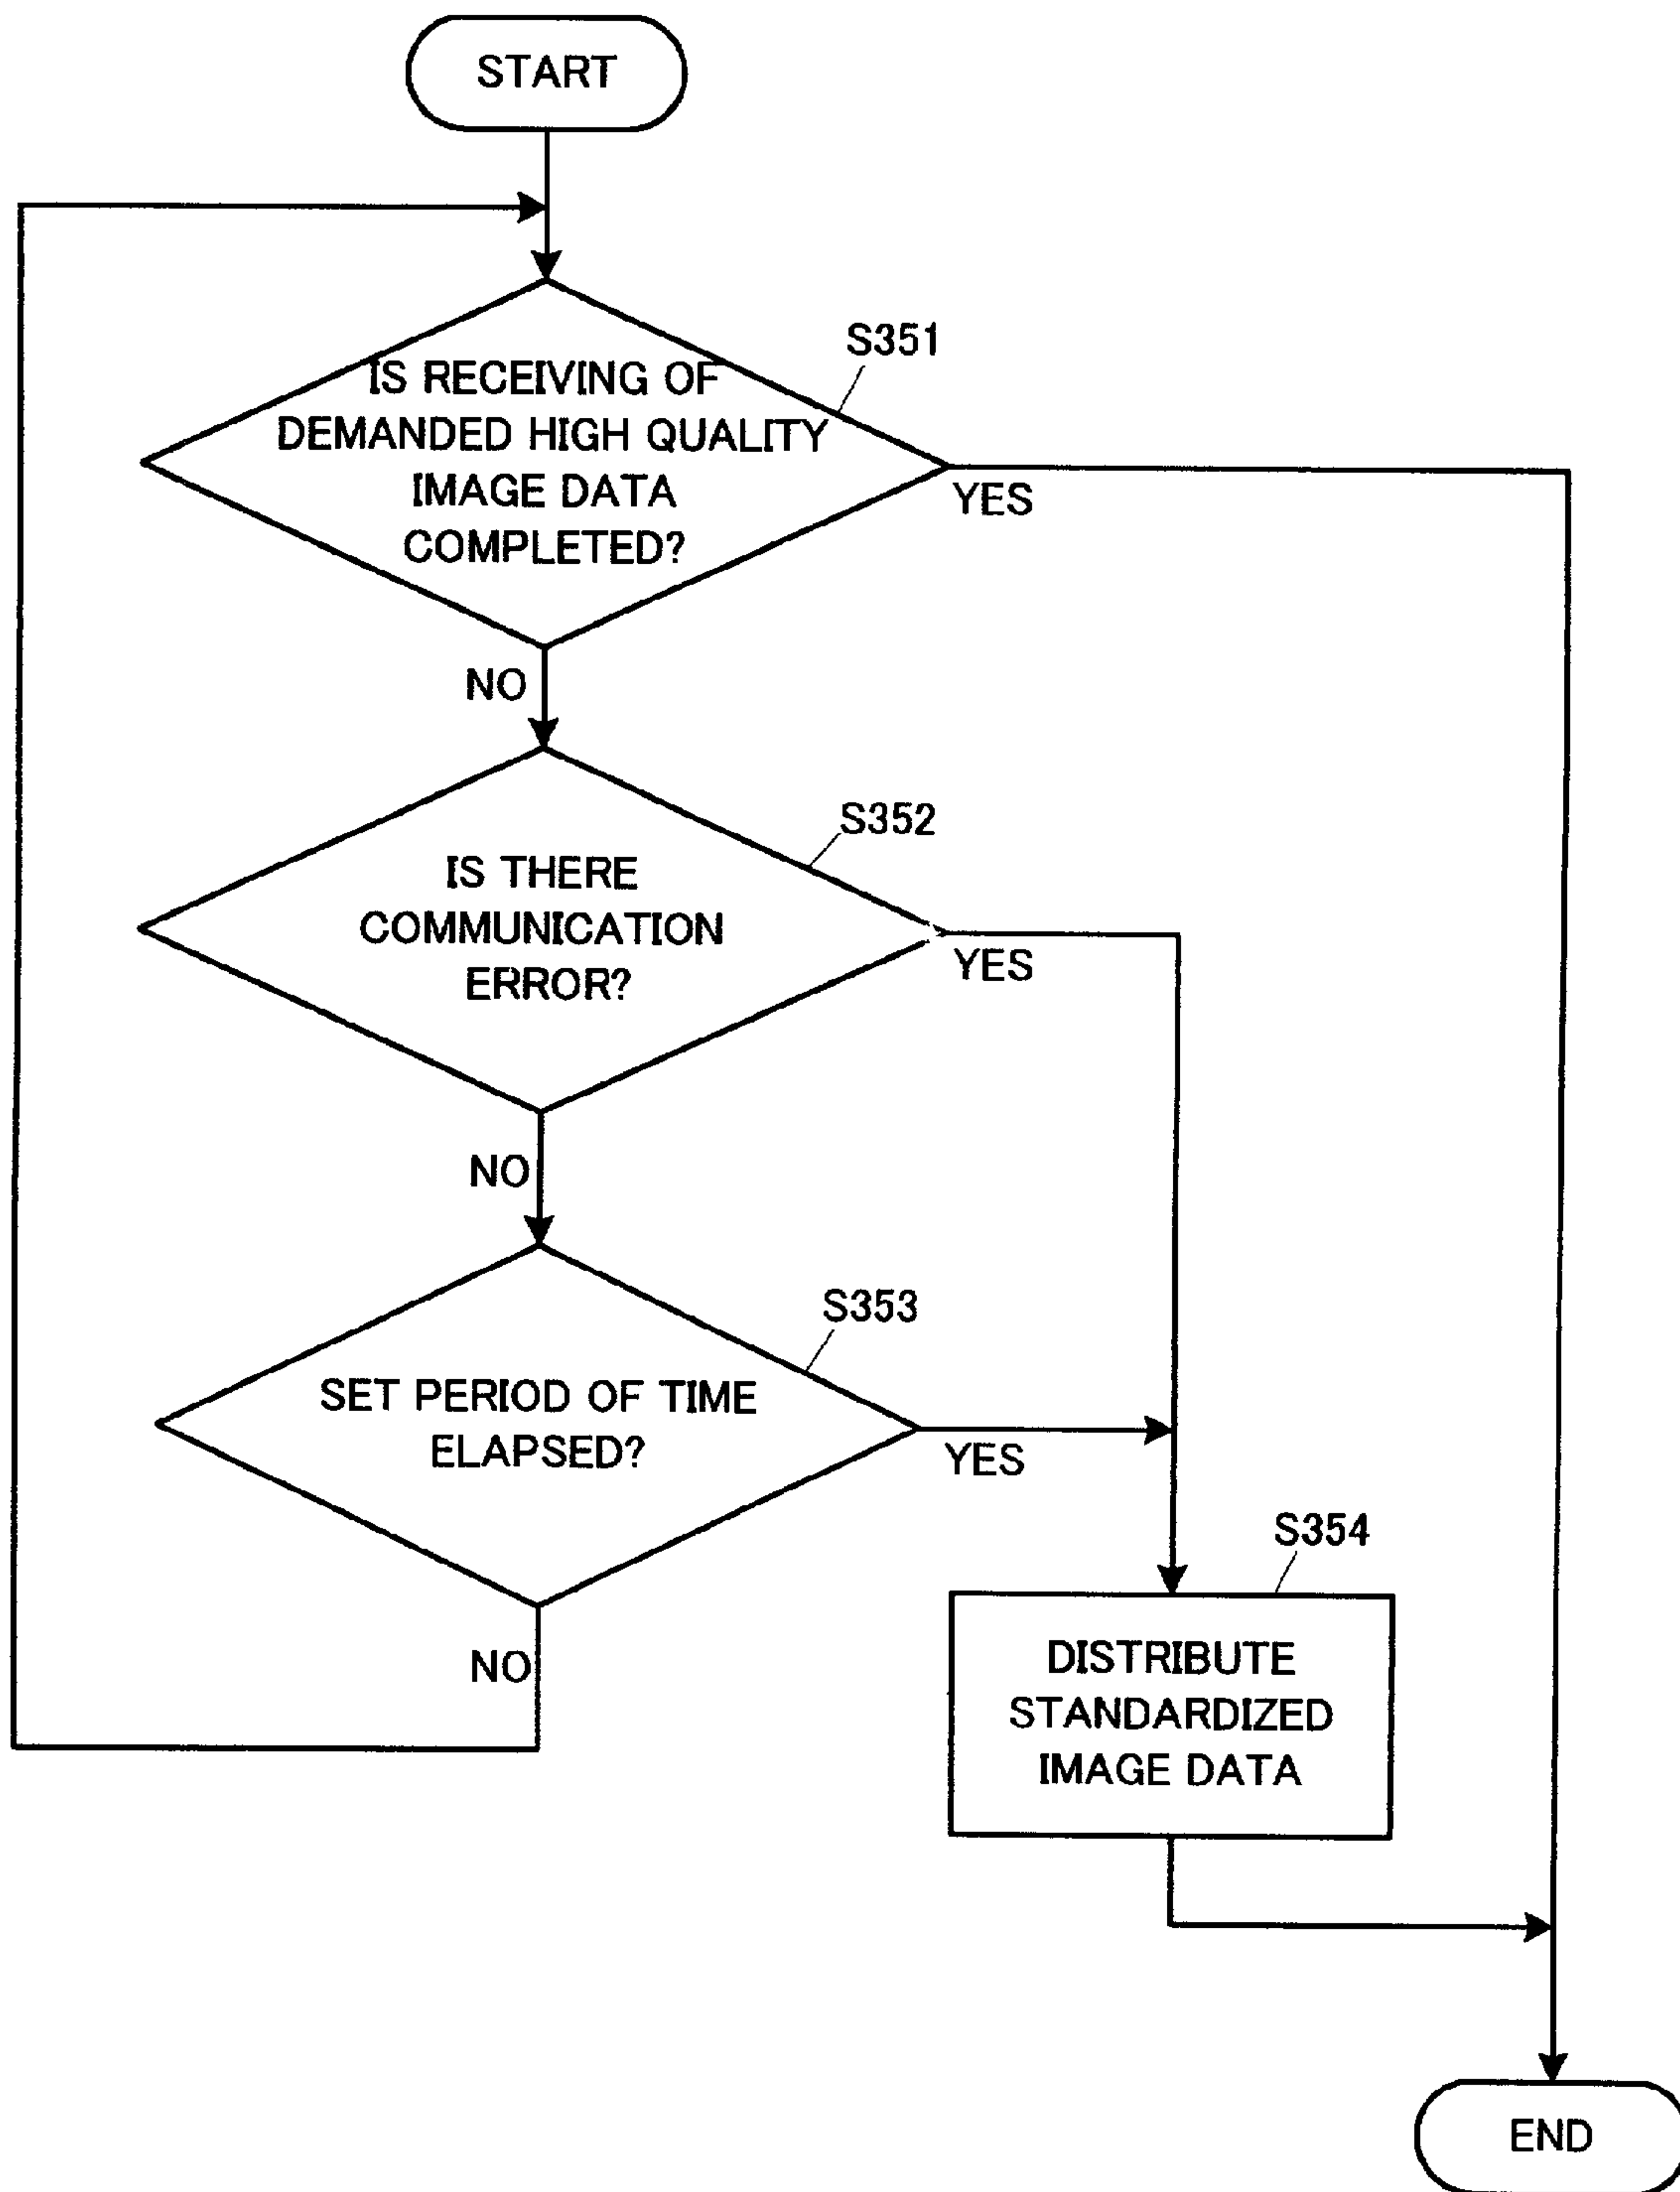 START
S351
IS RECEIVING OF
DEMANDED HIGH QUALITY
IMAGE DATA
COMPLETED?
YES
NO
S352
IS THERE
COMMUNICATION
ERROR?
YES
NO
S353
SET PERIOD OF TIME
ELAPSED?
YES
NO
S354
DISTRIBUTE
STANDARDIZED
IMAGE DATA
END